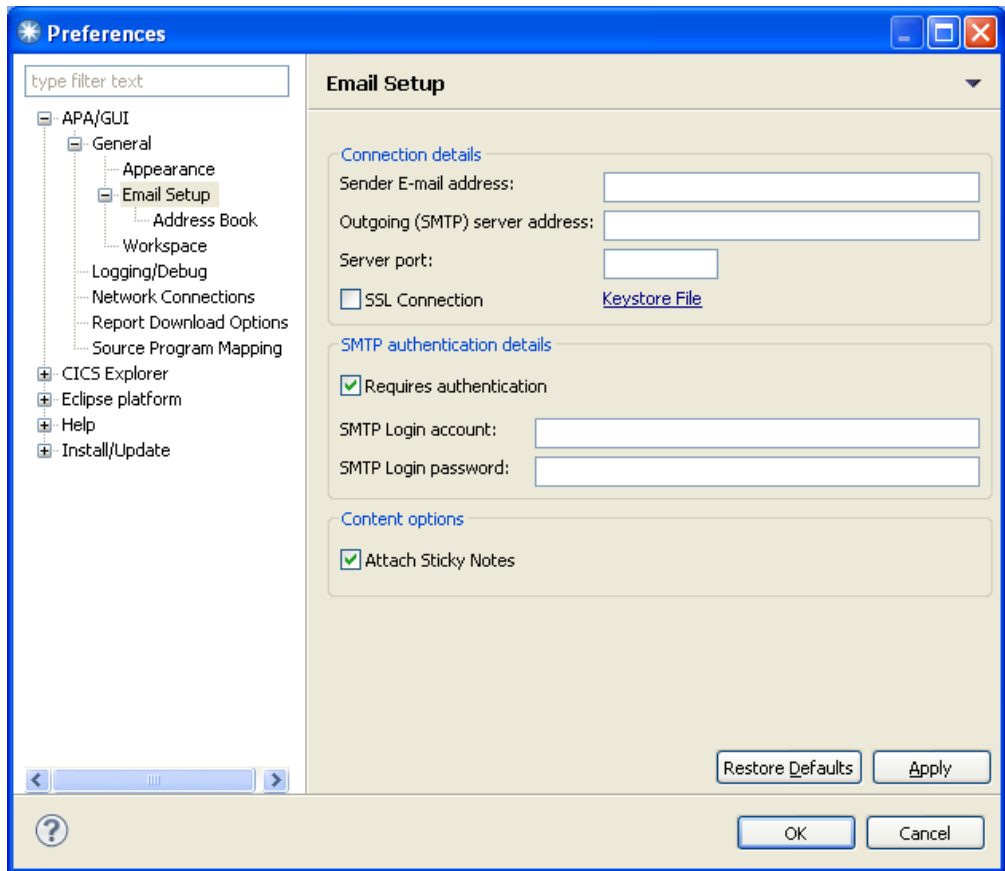 Preferences
type filter text
APA/GUI
General
Appearance
Email Setup
Address Book
Workspace
Logging/Debug
Network Connections
Report Download Options
Source Program Mapping
CICS Explorer
Eclipse platform
Help
Install/Update
Email Setup
Connection details
Sender E-mail address:
Outgoing (SMTP) server address:
Server port:
SSL Connection Keystore File
SMTP authentication details
Requires authentication
SMTP Login account:
SMTP Login password:
Content options
Attach Sticky Notes
Restore Defaults Apply
? OK Cancel